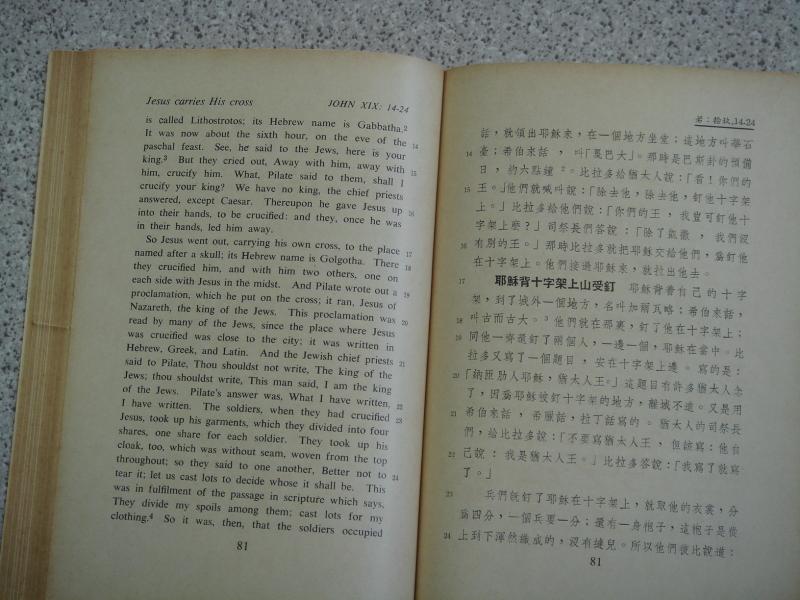 Jesus carries His cross JOHN XIX: 14-24
is called Lithostrotos; its Hebrew name is Gabbatha.2
It was now about the sixth hour, on the eve of the 14
paschal feast. See, he said to the Jews, here is your
king.3 But they cried out, Away with him, away with 15
him, crucify him. What, Pilate said to them, shall I
crucify your king? We have no king, the chief priests
answered, except Caesar. Thereupon he gave Jesus up 16
into their hands, to be crucified: and they, once he was
in their hands, led him away.
So Jesus went out, carrying his own cross, to the place 17
named after a skull; its Hebrew name is Golgotha. There 18
they crucified him, and with him two others, one on
each side with Jesus in the midst. And Pilate wrote out a 19
proclamation, which he put on the cross; it ran, Jesus of
Nazareth, the king of the Jews. This proclamation was 20
read by many of the Jews, since the place where Jesus
was crucified was close to the city; it was written in
Hebrew, Greek, and Latin. And the Jewish chief priests 21
said to Pilate, Thou shouldst not write, The king of the
Jews; thou shouldst write, This man said, I am the king
of the Jews. Pilate's answer was, What I have written, 22
I have written. The soldiers, when they had crucified 23
Jesus, took up his garments, which they divided into four
shares, one share for each soldier. They took up his
cloak, too, which was without seam, woven from the top
throughout; so they said to one another, Better not to 24
tear it; let us cast lots to decide whose it shall be. This
was in fulfilment of the passage in scripture which says,
They divide my spoils among them; cast lots for my
clothing.4 So it was, then, that the soldiers occupied
81
若:拾玖,14-24
話,就領出耶穌來,在一個地方坐堂;這地方叫華石
14 臺;希伯來話,叫「戛巴大」。那時是巴斯卦的預備
日,約六點鐘2。比拉多給猶太人說:「看!你們的
15 王。」他們就喊叫說:「除去他,除去他,釘他十字架
上。」比拉多給他們說:「你們的王,我豈可釘他十
字架上麼?」司祭長們答說:「除了凱撒,我們沒
16 有別的王。」那時比拉多就把耶穌交給他們,為釘他
在十字架上。他們接過耶穌來,就拉出他去。
17 耶穌背十字架上山受釘 耶穌背着自己的十字
架,到了城外一個地方,名叫加爾瓦略;希伯來話,
18 叫古而古大。3他們就在那裏,釘了他在十字架上;
19 同他一齊還釘了兩個人,一邊一個,耶穌在當中。比
拉多又寫了一個題目,安在十字架上邊。寫的是:
20 「納匝肋人耶穌,猶太人王。」這題目有許多猶太人念
了,因為耶穌被釘十字架的地方,離城不遠。又是用
21 希伯來話,希臘話,拉丁話寫的。猶太人的司祭長
們,給比拉多說:「不要寫猶太人王,但該寫:他自
22 己說:我是猶太人王。」比拉多答說:「我寫了就寫
了。」
23 兵們既釘了耶穌在十字架上,就取他的衣裳,分
為四分,一個兵要一分;還有一身袍子,這袍子是從
24 上到下渾然織成的,沒有縫兒。所以他們彼比說道:
81